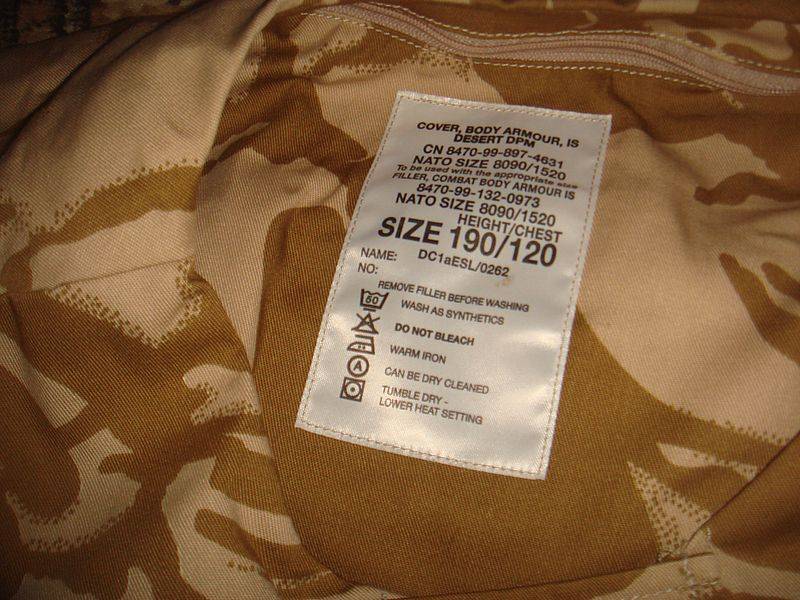 COVER, BODY ARMOUR, IS
DESERT DPM
CN 8470-99-897-4631
NATO SIZE 8090/1520
To be used with the appropriate size
FILLER, COMBAT BODY ARMOUR IS
8470-99-132-0973
NATO SIZE 8090/1520
HEIGHT/CHEST
SIZE 190/120
NAME: DC1aESL/0262
NO:
REMOVE FILLER BEFORE WASHING
60 WASH AS SYNTHETICS
DO NOT BLEACH
WARM IRON
A CAN BE DRY CLEANED
TUMBLE DRY -
LOWER HEAT SETTING